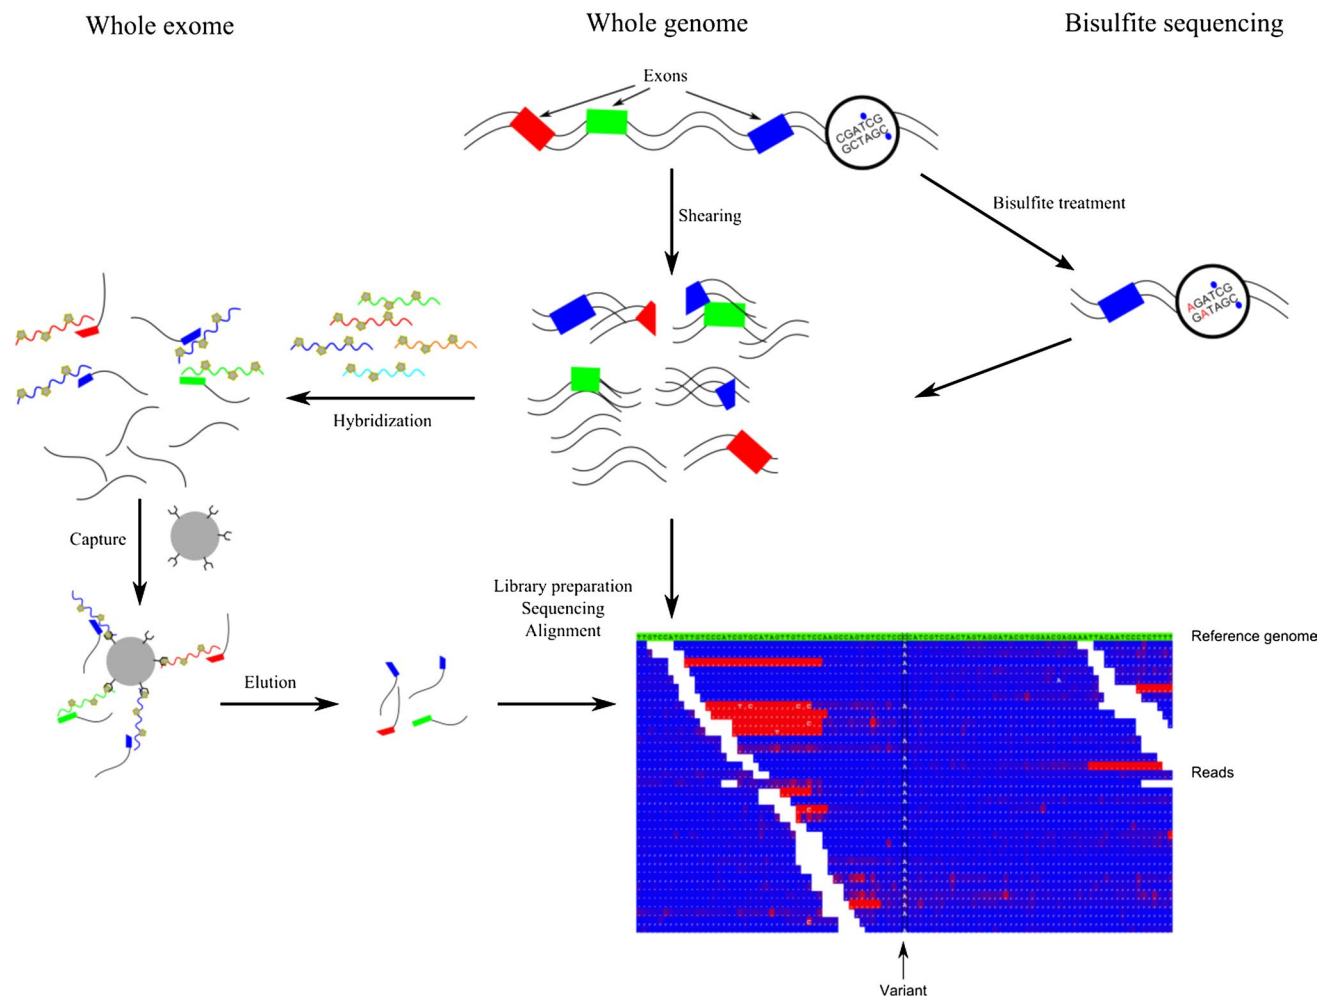 Whole exome
Whole genome
Bisulfite sequencing
Exons
CGATCG
GCTAGC
Shearing
Bisulfite treatment
AGATCG
GATAGC
Hybridization
Capture
Library preparation
Sequencing
Alignment
Reference genome
Elution
Reads
Variant